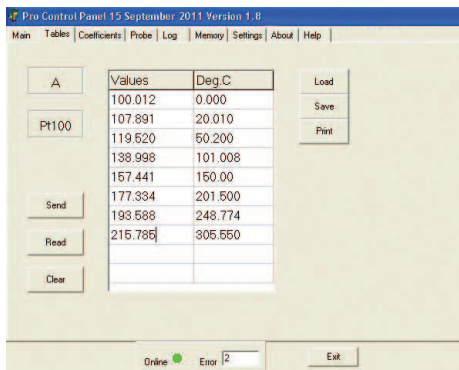 Pro Control Panel 15 September 2011 Version 1.8
Main Tables Coefficients Probe Log Memory Settings About Help
A
Pt100
Values Deg.C
100.012 0.000
107.891 20.010
119.520 50.200
138.998 101.008
157.441 150.00
177.334 201.500
193.588 248.774
215.785 305.550
Load
Save
Print
Send
Read
Clear
Online Error 2 Exit